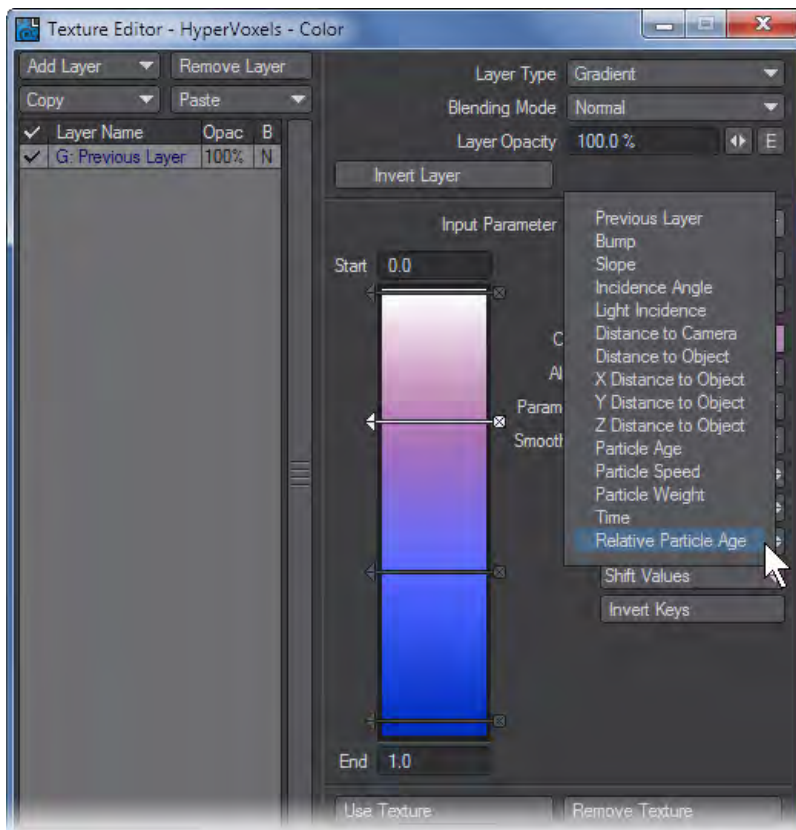 Texture Editor - HyperVoxels - Color
Add Layer
Remove Layer
Copy
Paste
Layer Name Opac B
G: Previous Layer 100% N
Layer Type Gradient
Blending Mode Normal
Layer Opacity 100.0 % E
Invert Layer
Input Parameter
Previous Layer
Bump
Slope
Incidence Angle
Light Incidence
Distance to Camera
Distance to Object
X Distance to Object
Y Distance to Object
Z Distance to Object
Particle Age
Particle Speed
Particle Weight
Time
Relative Particle Age
Start 0.0
C
Al
Param
Smooth
Shift Values
Invert Keys
End 1.0
Use Texture
Remove Texture